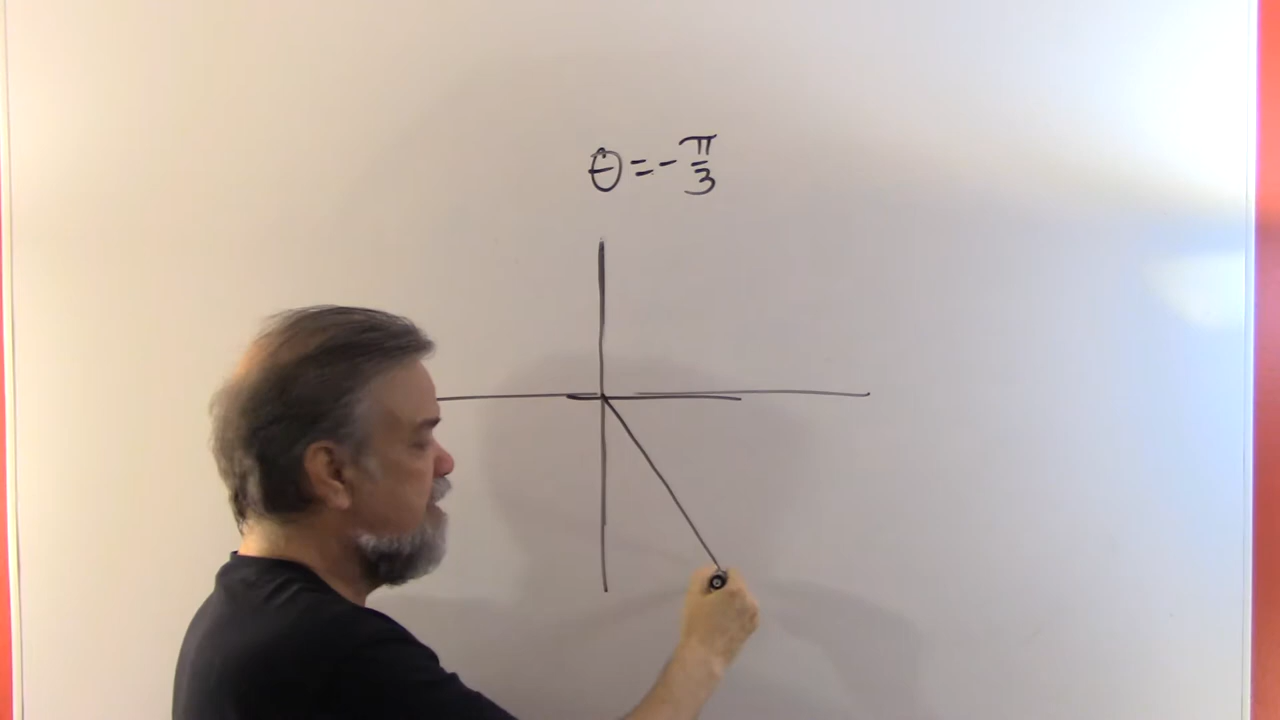 θ = -π/3